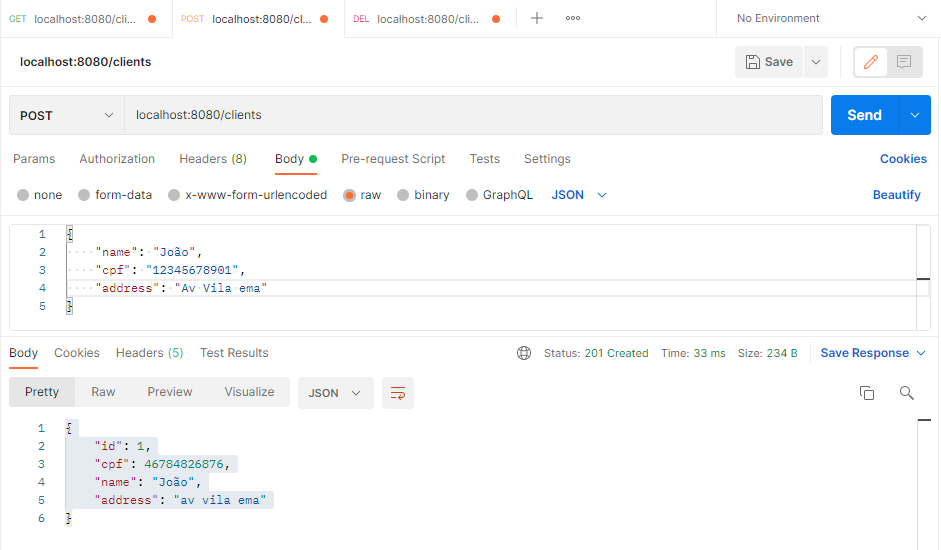 GET localhost:8080/clie... POST localhost:8080/cl... DEL localhost:8080/cli... No Environment
localhost:8080/clients Save
POST localhost:8080/clients Send
Params Authorization Headers (8) Body Pre-request Script Tests Settings Cookies
none form-data x-www-form-urlencoded raw binary GraphQL JSON Beautify
1 {
2 "name": "João",
3 "cpf": "12345678901",
4 "address": "Av Vila ema"
5 }
Body Cookies Headers (5) Test Results Status: 201 Created Time: 33 ms Size: 234 B Save Response
Pretty Raw Preview Visualize JSON
1 {
2 "id": 1,
3 "cpf": 46784826876,
4 "name": "João",
5 "address": "av vila ema"
6 }